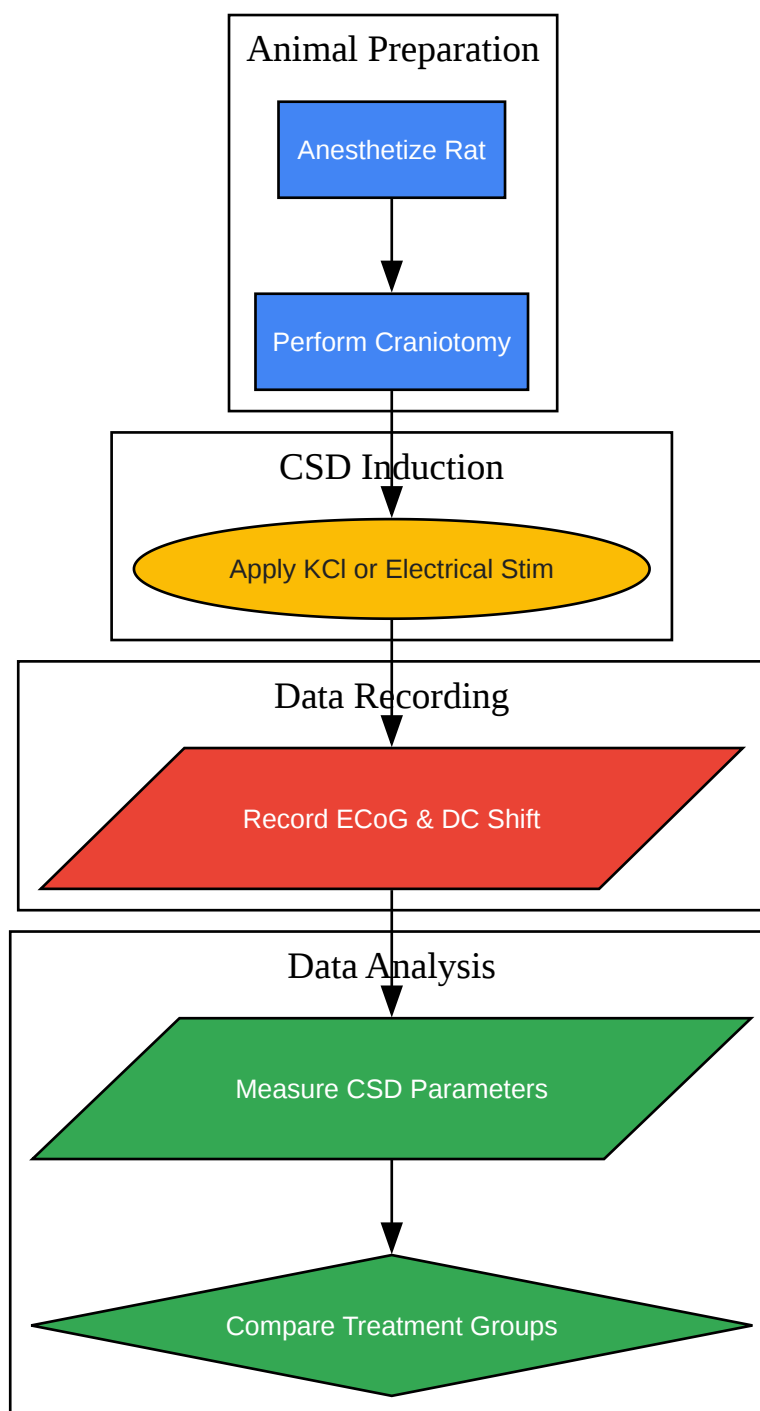 Animal Preparation
Anesthetize Rat
Perform Craniotomy
CSD Induction
Apply KCl or Electrical Stim
Data Recording
Record ECoG & DC Shift
Data Analysis
Measure CSD Parameters
Compare Treatment Groups